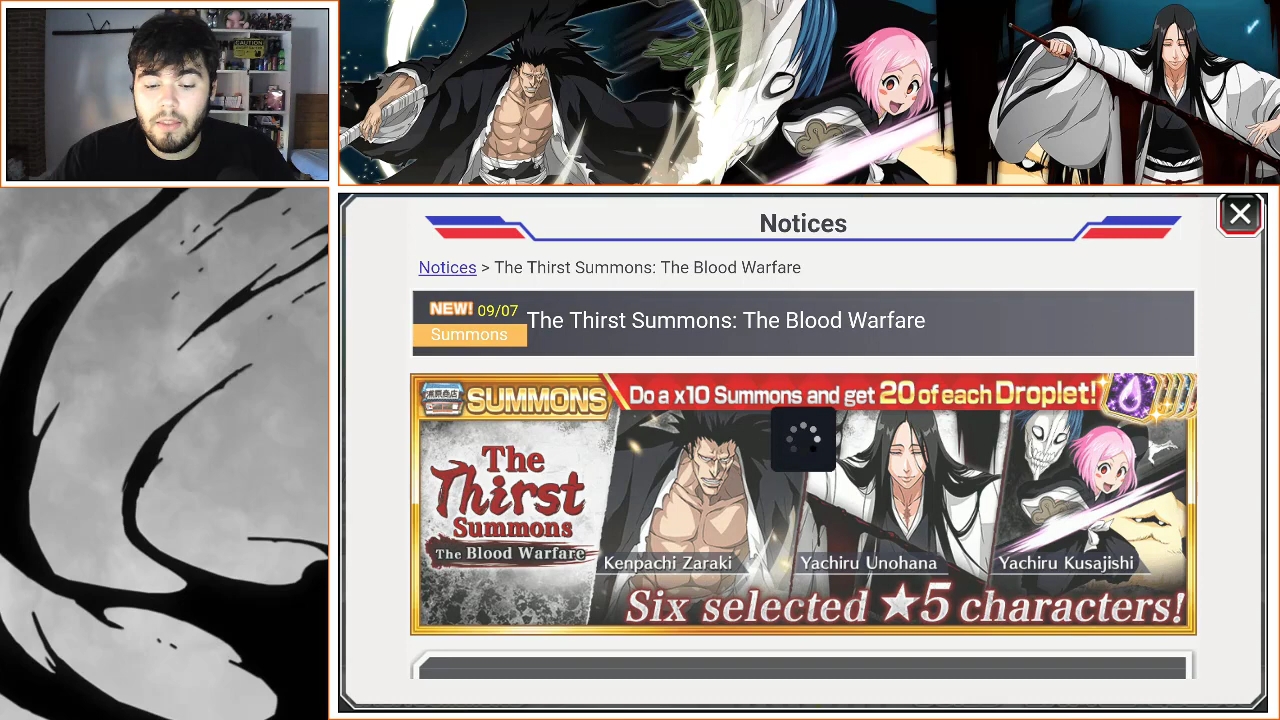 CAUTION
Notices
Notices > The Thirst Summons: The Blood Warfare
NEW! 09/07
Summons
The Thirst Summons: The Blood Warfare
SUMMONS
Do a x10 Summons and get 20 of each Droplet!
The
Thirst
Summons
The Blood Warfare
Kenpachi Zaraki
Yachiru Unohana
Yachiru Kusajishi
Six selected ★5 characters!